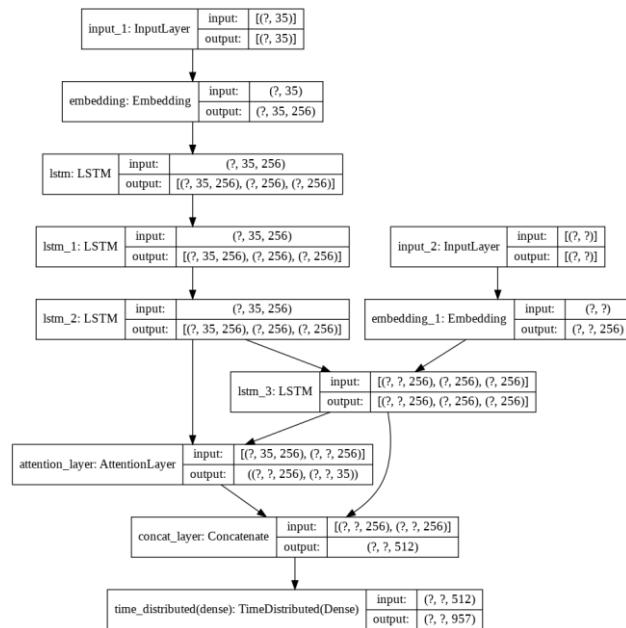 input_1: InputLayer input: [(?, 35)]
output: [(?, 35)]
embedding: Embedding input: (?, 35)
output: (?, 35, 256)
lstm: LSTM input: (?, 35, 256)
output: [(?, 35, 256), (?, 256), (?, 256)]
lstm_1: LSTM input: (?, 35, 256)
output: [(?, 35, 256), (?, 256), (?, 256)]
input_2: InputLayer input: [(?, ?)]
output: [(?, ?)]
lstm_2: LSTM input: (?, 35, 256)
output: [(?, 35, 256), (?, 256), (?, 256)]
embedding_1: Embedding input: (?, ?)
output: (?, ?, 256)
lstm_3: LSTM input: [(?, ?, 256), (?, 256), (?, 256)]
output: [(?, ?, 256), (?, 256), (?, 256)]
attention_layer: AttentionLayer input: [(?, 35, 256), (?, ?, 256)]
output: ((?, ?, 256), (?, ?, 35))
concat_layer: Concatenate input: [(?, ?, 256), (?, ?, 256)]
output: (?, ?, 512)
time_distributed(dense): TimeDistributed(Dense) input: (?, ?, 512)
output: (?, ?, 957)